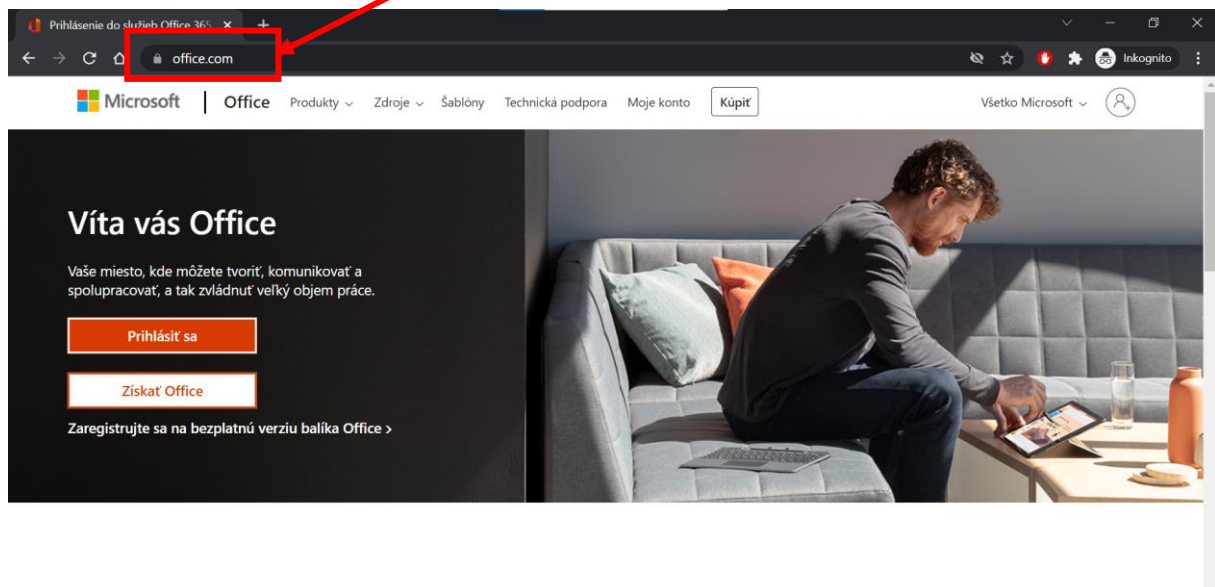 Prihlásenie do služieb Office 365
office.com
Inkognito
Microsoft | Office Produkty Zdroje Šablóny Technická podpora Moje konto Kúpiť Všetko Microsoft
Víta vás Office
Vaše miesto, kde môžete tvoriť, komunikovať a
spolupracovať, a tak zvládnuť veľký objem práce.
Prihlásiť sa
Získať Office
Zaregistrujte sa na bezplatnú verziu balíka Office >